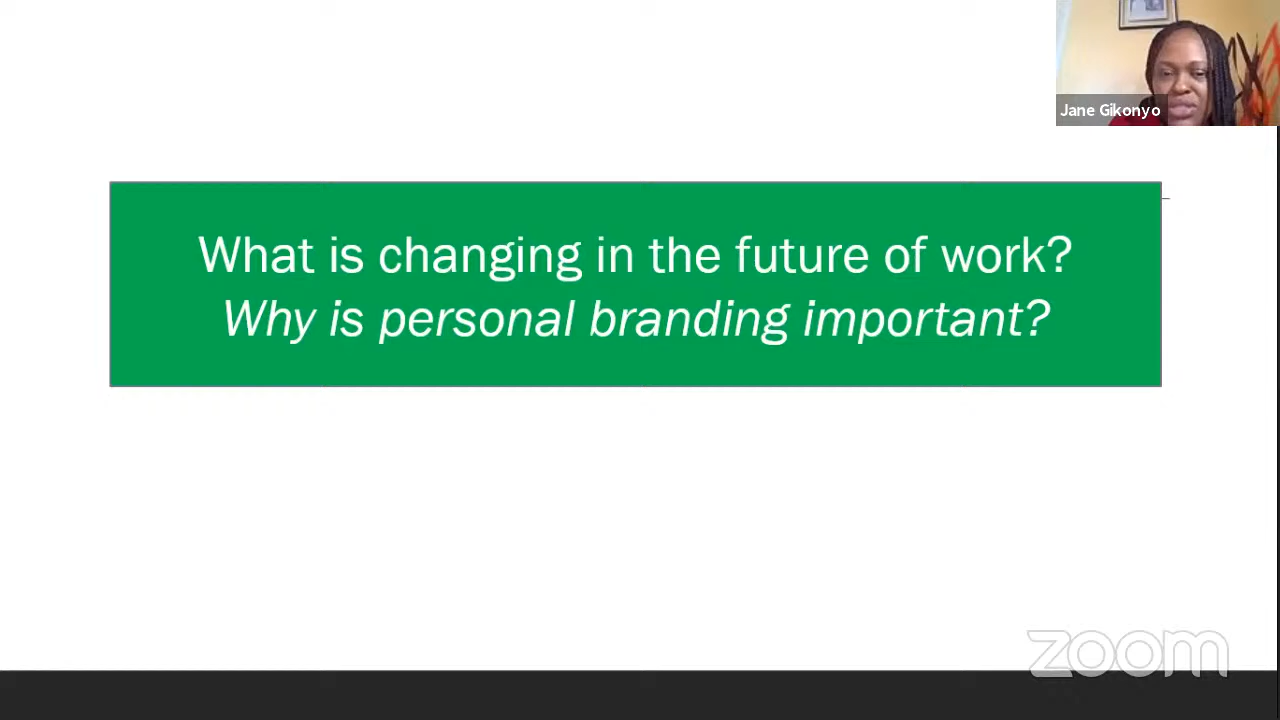 Jane Gikonyo
What is changing in the future of work?
Why is personal branding important?
zoom